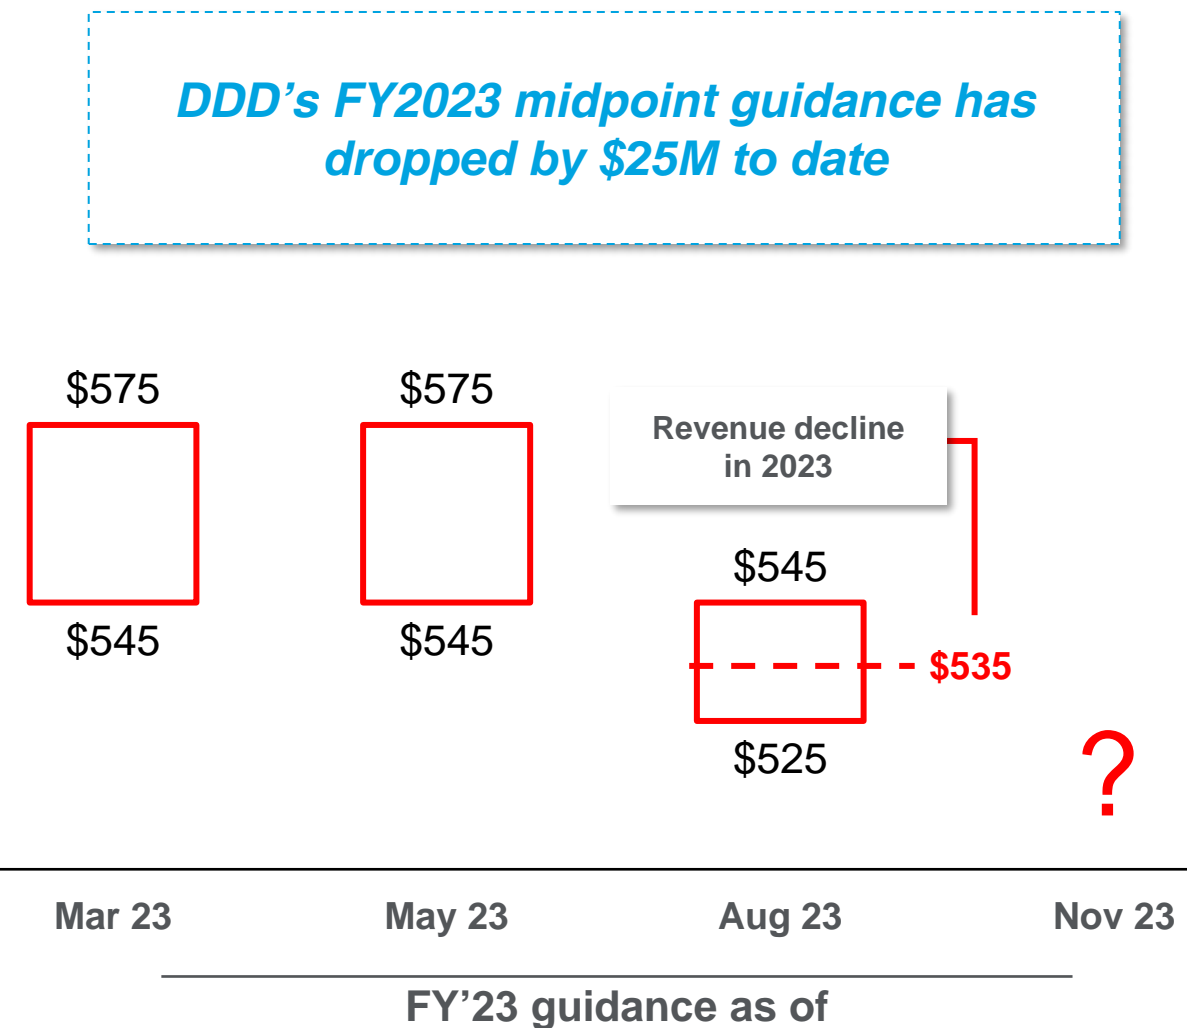 DDD’s FY2023 midpoint guidance has
dropped by $25M to date
$575
$575
Revenue decline
in 2023
$545
$545
$545
$535
$525
?
Mar 23
May 23
Aug 23
Nov 23
FY’23 guidance as of